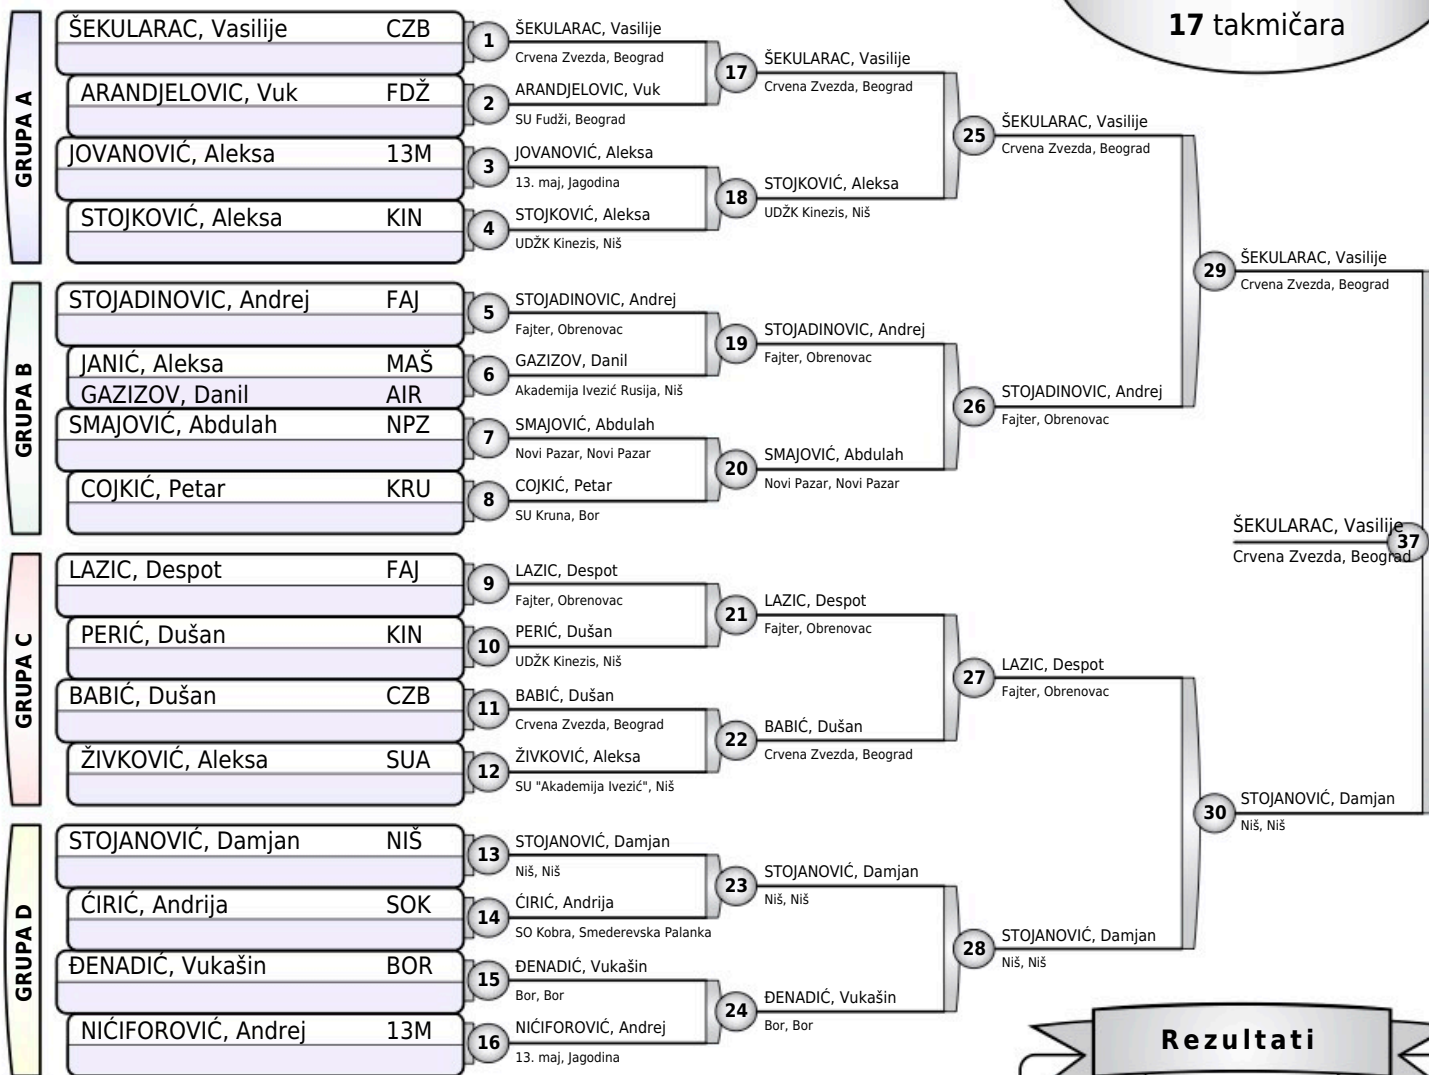 17 takmičara
GRUPA A
ŠEKULARAC, Vasilije CZB
ARANDJELOVIC, Vuk FDŽ
JOVANOVIĆ, Aleksa 13M
STOJKOVIĆ, Aleksa KIN
GRUPA B
STOJADINOVIC, Andrej FAJ
JANIĆ, Aleksa MAŠ
GAZIZOV, Danil AIR
SMAJOVIĆ, Abdulah NPZ
COJKIĆ, Petar KRU
GRUPA C
LAZIC, Despot FAJ
PERIĆ, Dušan KIN
BABIĆ, Dušan CZB
ŽIVKOVIĆ, Aleksa SUA
GRUPA D
STOJANOVIĆ, Damjan NIŠ
ĆIRIĆ, Andrija SOK
ĐENADIĆ, Vukašin BOR
NIĆIFOROVIĆ, Andrej 13M
1 ŠEKULARAC, Vasilije
Crvena Zvezda, Beograd
2 ARANDJELOVIC, Vuk
SU Fudži, Beograd
3 JOVANOVIĆ, Aleksa
13. maj, Jagodina
4 STOJKOVIĆ, Aleksa
UDŽK Kinezis, Niš
5 STOJADINOVIC, Andrej
Fajter, Obrenovac
6 GAZIZOV, Danil
Akademija Ivezić Rusija, Niš
7 SMAJOVIĆ, Abdulah
Novi Pazar, Novi Pazar
8 COJKIĆ, Petar
SU Kruna, Bor
9 LAZIC, Despot
Fajter, Obrenovac
10 PERIĆ, Dušan
UDŽK Kinezis, Niš
11 BABIĆ, Dušan
Crvena Zvezda, Beograd
12 ŽIVKOVIĆ, Aleksa
SU "Akademija Ivezić", Niš
13 STOJANOVIĆ, Damjan
Niš, Niš
14 ĆIRIĆ, Andrija
SO Kobra, Smederevska Palanka
15 ĐENADIĆ, Vukašin
Bor, Bor
16 NIĆIFOROVIĆ, Andrej
13. maj, Jagodina
17 ŠEKULARAC, Vasilije
Crvena Zvezda, Beograd
18 STOJKOVIĆ, Aleksa
UDŽK Kinezis, Niš
19 STOJADINOVIC, Andrej
Fajter, Obrenovac
20 SMAJOVIĆ, Abdulah
Novi Pazar, Novi Pazar
21 LAZIC, Despot
Fajter, Obrenovac
22 BABIĆ, Dušan
Crvena Zvezda, Beograd
23 STOJANOVIĆ, Damjan
Niš, Niš
24 ĐENADIĆ, Vukašin
Bor, Bor
25 ŠEKULARAC, Vasilije
Crvena Zvezda, Beograd
26 STOJADINOVIC, Andrej
Fajter, Obrenovac
27 LAZIC, Despot
Fajter, Obrenovac
28 STOJANOVIĆ, Damjan
Niš, Niš
29 ŠEKULARAC, Vasilije
Crvena Zvezda, Beograd
30 STOJANOVIĆ, Damjan
Niš, Niš
ŠEKULARAC, Vasilije 37
Crvena Zvezda, Beograd
Rezultati